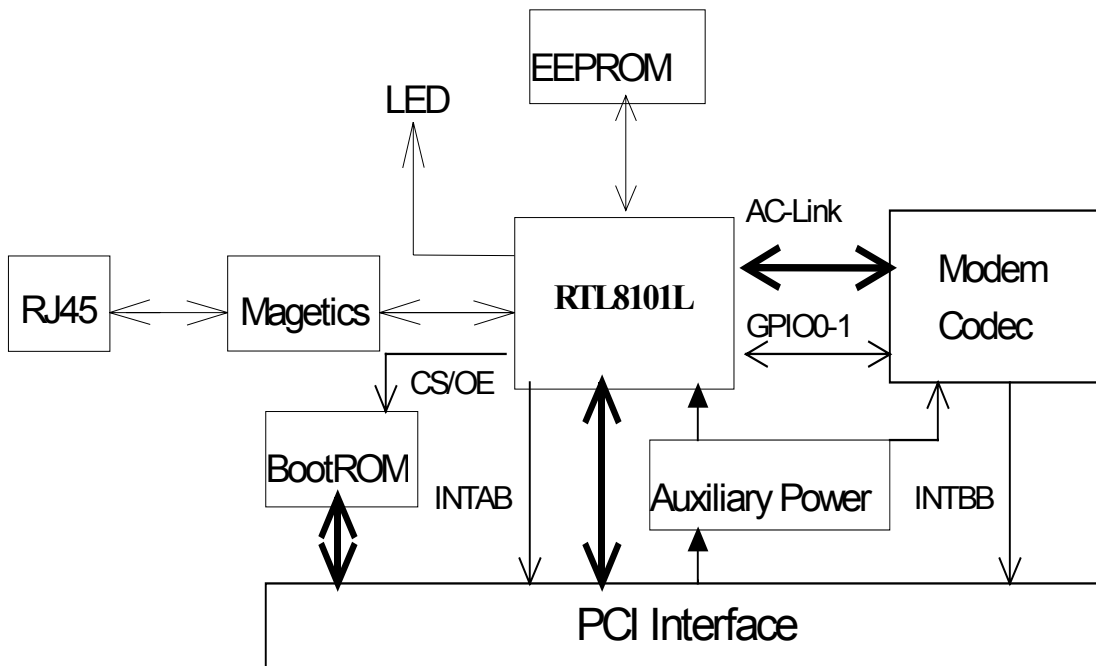 EEPROM
LED
AC-Link
RJ45
Magetics
RTL8101L
Modem
Codec
GPIO0-1
CS/OE
BootROM
INTAB
Auxiliary Power
INTBB
PCI Interface